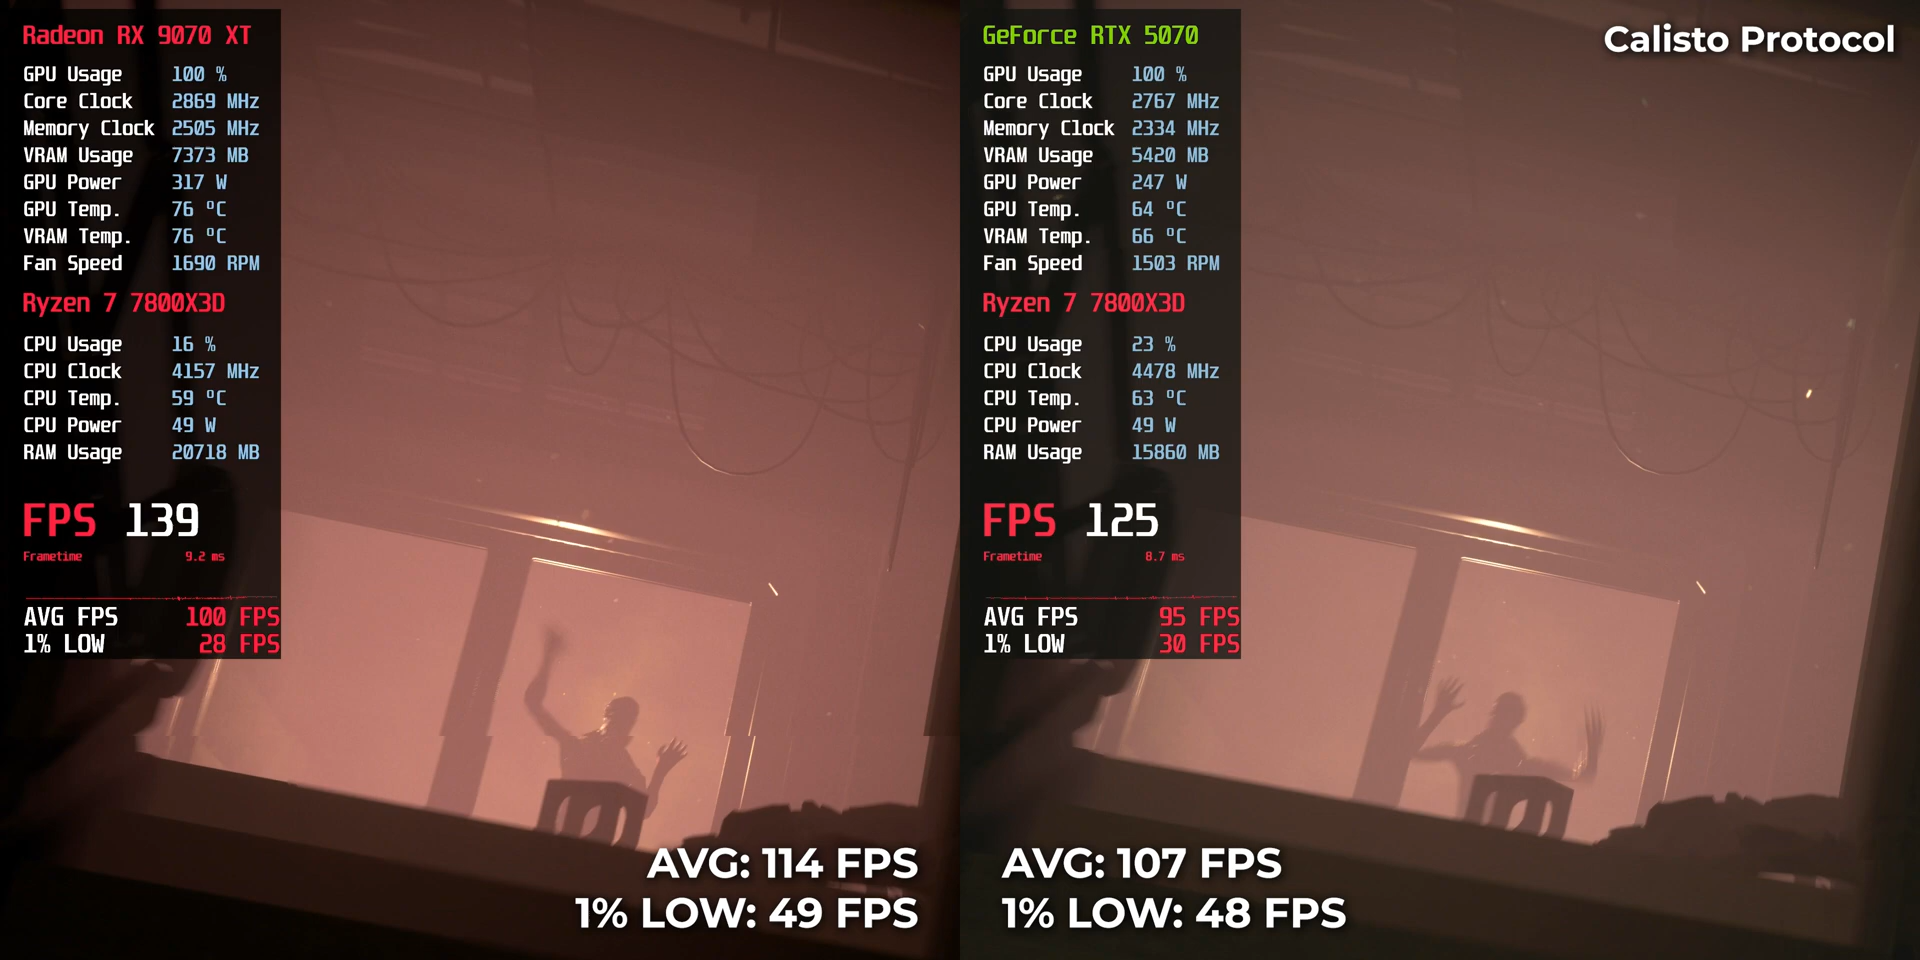 Radeon RX 9070 XT
GPU Usage 100 %
Core Clock 2869 MHz
Memory Clock 2505 MHz
VRAM Usage 7373 MB
GPU Power 317 W
GPU Temp. 76 ºC
VRAM Temp. 76 ºC
Fan Speed 1690 RPM
Ryzen 7 7800X3D
CPU Usage 16 %
CPU Clock 4157 MHz
CPU Temp. 59 ºC
CPU Power 49 W
RAM Usage 20718 MB
FPS 139
Frametime 9.2 ms
AVG FPS 100 FPS
1% LOW 28 FPS
AVG: 114 FPS
1% LOW: 49 FPS
GeForce RTX 5070
GPU Usage 100 %
Core Clock 2767 MHz
Memory Clock 2334 MHz
VRAM Usage 5420 MB
GPU Power 247 W
GPU Temp. 64 ºC
VRAM Temp. 66 ºC
Fan Speed 1503 RPM
Ryzen 7 7800X3D
CPU Usage 23 %
CPU Clock 4478 MHz
CPU Temp. 63 ºC
CPU Power 49 W
RAM Usage 15860 MB
FPS 125
Frametime 8.7 ms
AVG FPS 95 FPS
1% LOW 30 FPS
AVG: 107 FPS
1% LOW: 48 FPS
Calisto Protocol